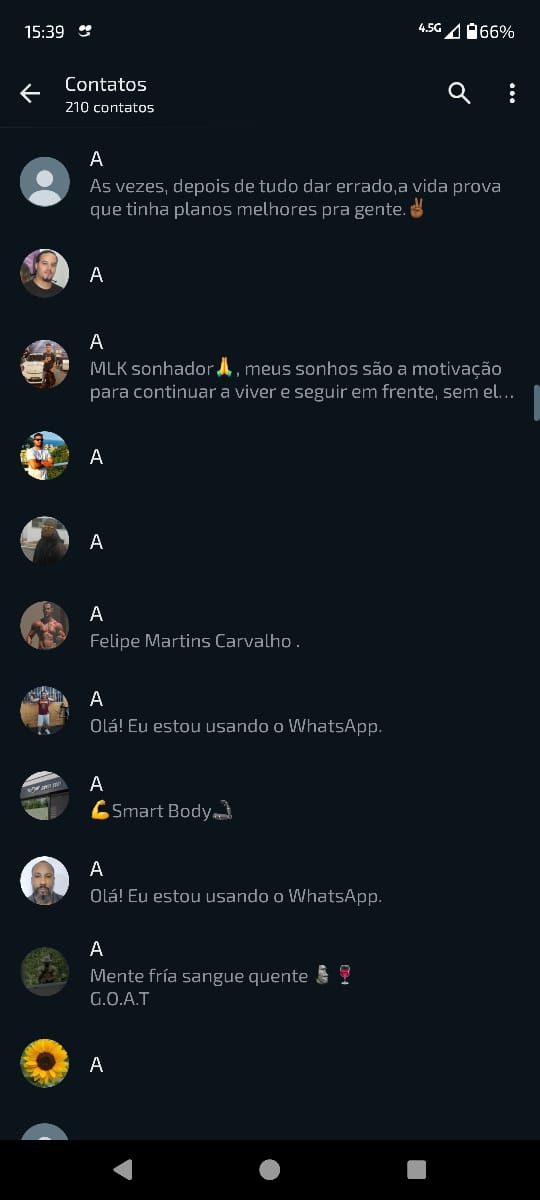 15:39
4.5G 66%
Contatos
210 contatos
A
As vezes, depois de tudo dar errado,a vida prova
que tinha planos melhores pra gente.✌🏾
A
A
MLK sonhador🙏, meus sonhos são a motivação
para continuar a viver e seguir em frente, sem el...
A
A
A
Felipe Martins Carvalho .
A
Olá! Eu estou usando o WhatsApp.
A
💪Smart Body🦾
A
Olá! Eu estou usando o WhatsApp.
A
Mente fría sangue quente 🗿🍷
G.O.A.T
A